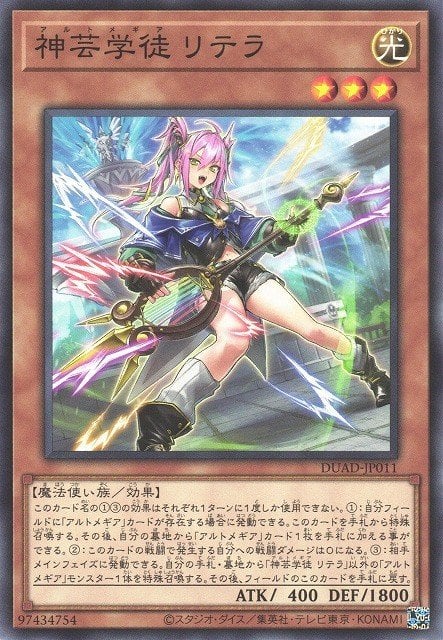 アルトメギア
神芸学徒 リテラ
ひかり
光
DUAD-JP011
【魔法使い族／効果】
このカード名の①③の効果はそれぞれ1ターンに1度しか使用できない。①：自分フィ
ールドに「アルトメギア」カードが存在する場合に発動できる。このカードを手札から特殊
召喚する。その後、自分の墓地から「アルトメギア」カード1枚を手札に加える事が
できる。②：このカードの戦闘で発生する自分への戦闘ダメージは0になる。③：相手
メインフェイズに発動できる。自分の手札・墓地から「神芸学徒 リテラ」以外の「アルト
メギア」モンスター1体を特殊召喚する。その後、フィールドのこのカードを手札に戻す。
ATK/ 400 DEF/1800
97434754
©スタジオ・ダイス／集英社・テレビ東京・KONAMI